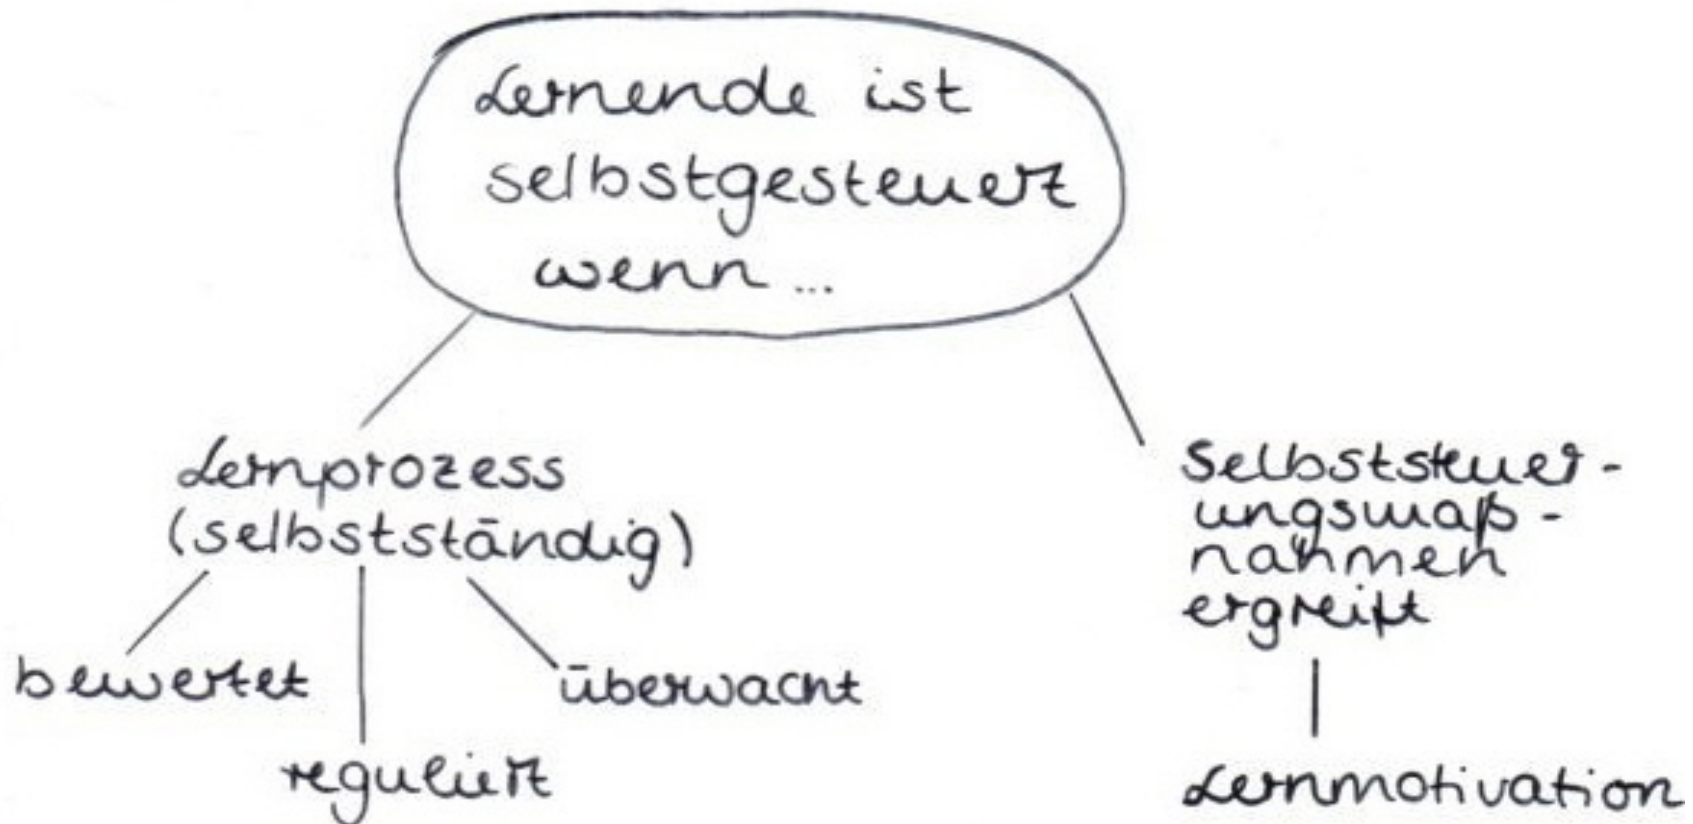 Lernende ist
selbstgesteuert
wenn ...
Lernprozess
(selbstständig)
bewertet
reguliert
überwacht
Selbststeuer-
ungsmaß-
nahmen
ergreift
Lernmotivation